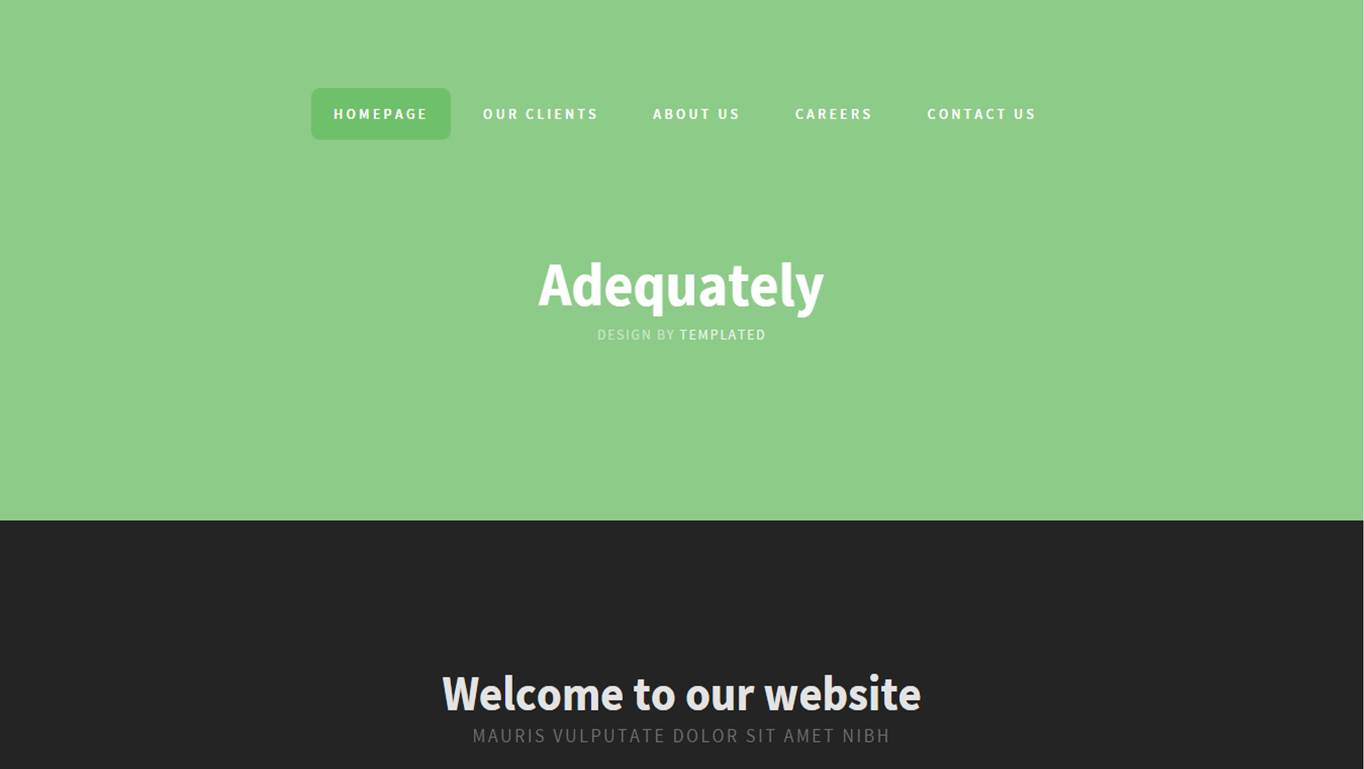 HOMEPAGE OUR CLIENTS ABOUT US CAREERS CONTACT US
Adequately
DESIGN BY TEMPLATED
Welcome to our website
MAURIS VULPUTATE DOLOR SIT AMET NIBH